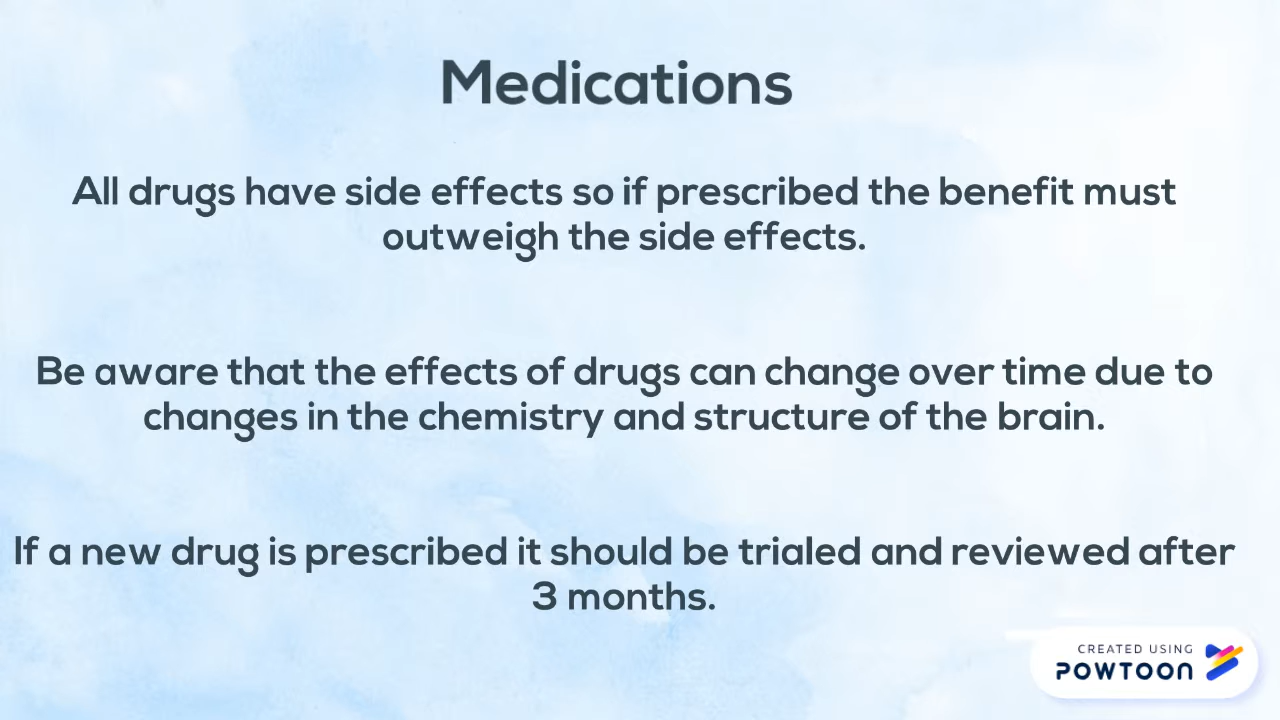 Medications
All drugs have side effects so if prescribed the benefit must
outweigh the side effects.
Be aware that the effects of drugs can change over time due to
changes in the chemistry and structure of the brain.
If a new drug is prescribed it should be trialed and reviewed after
3 months.
CREATED USING
POWTOON